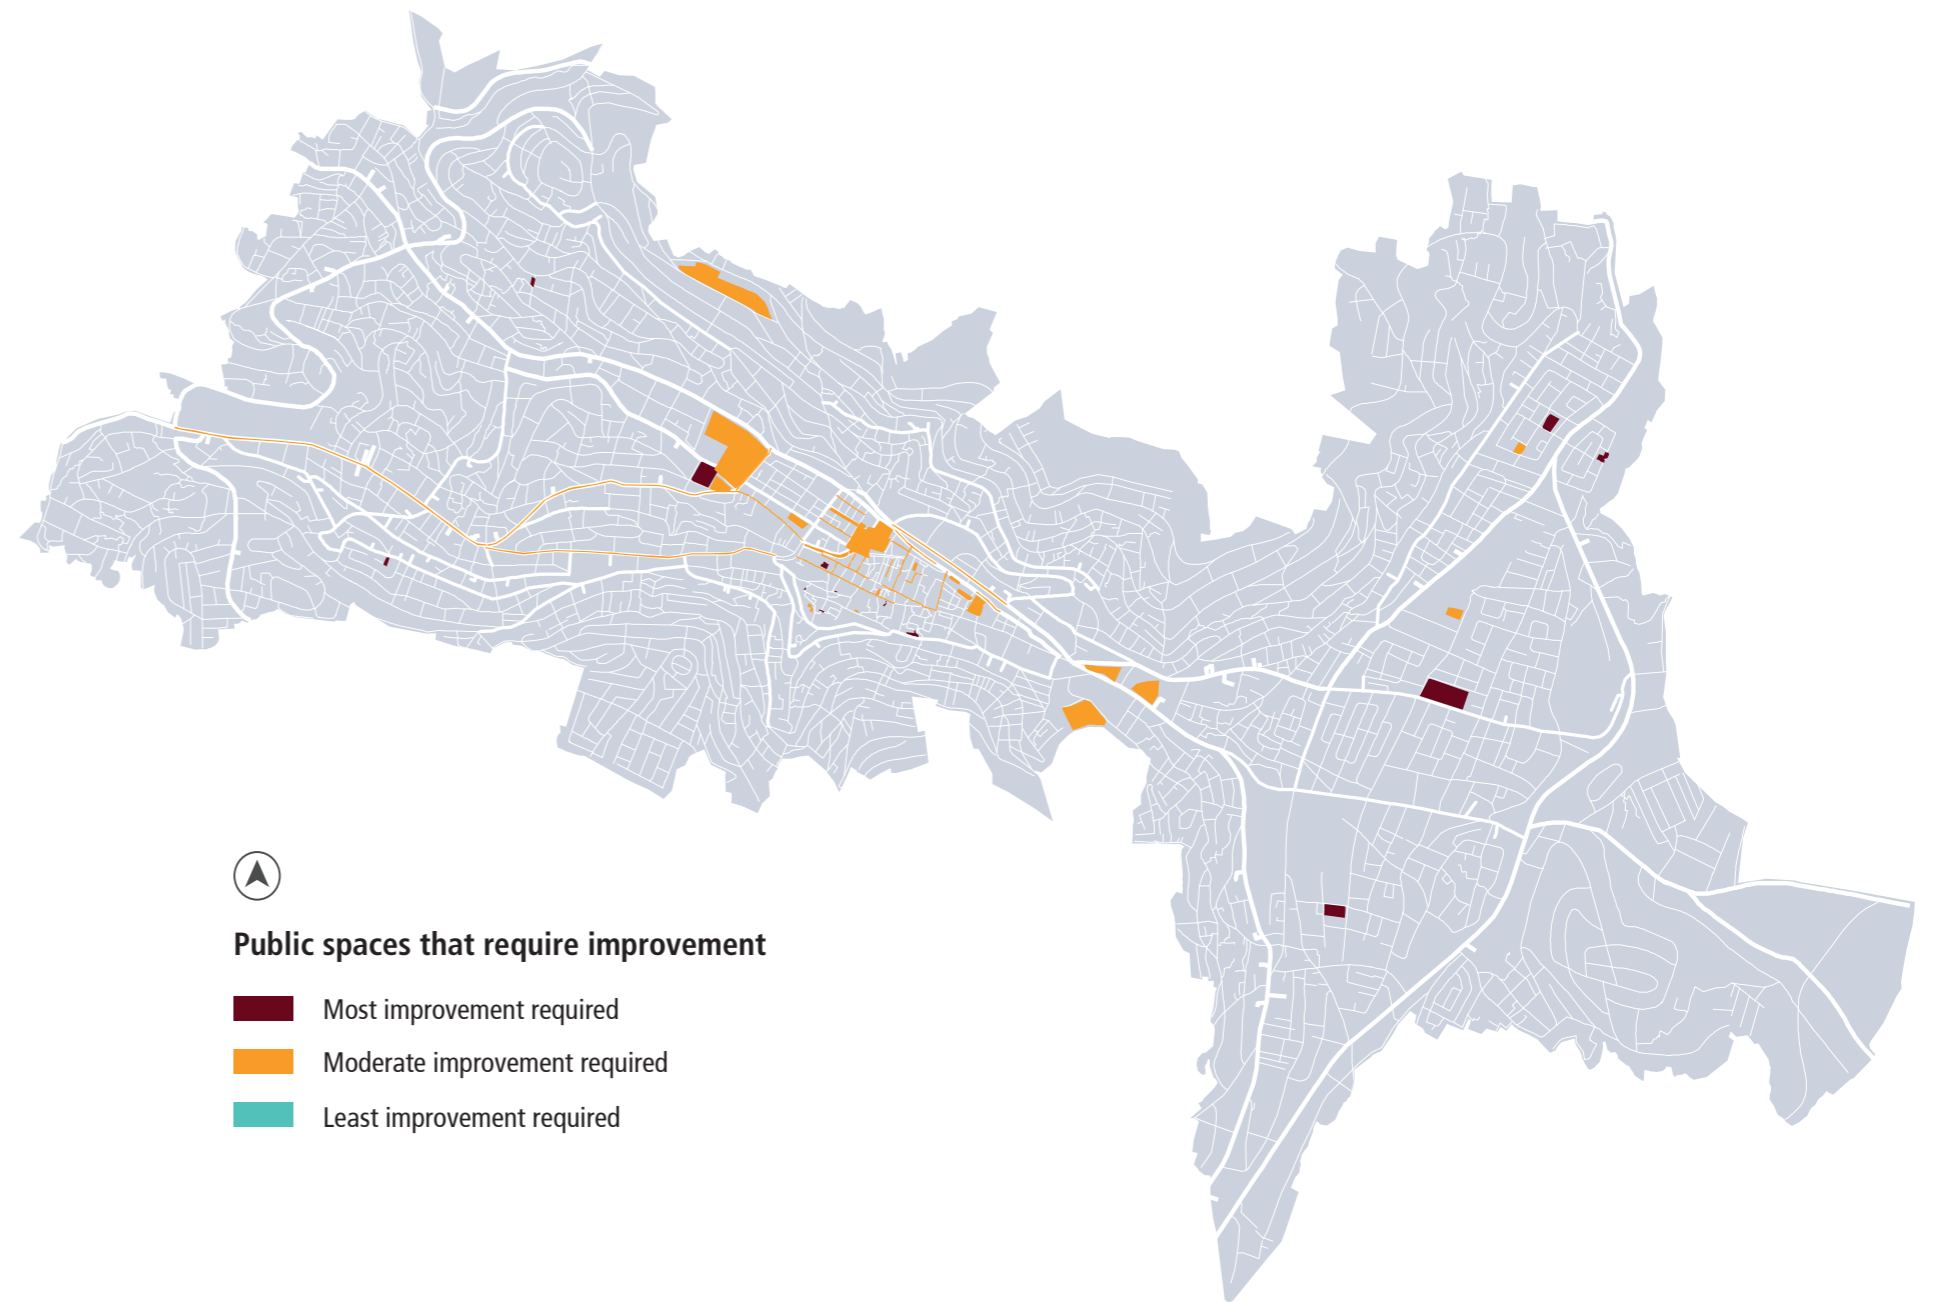 Public spaces that require improvement
Most improvement required
Moderate improvement required
Least improvement required